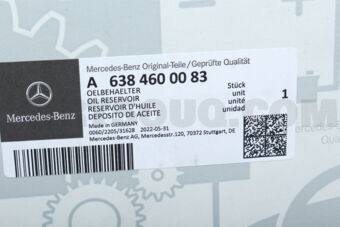 Mercedes-Benz Original-Teile/Geprüfte Qualität
A 638 460 00 83
OELBEHAELTER
OIL RESERVOIR
RESERVOIR D'HUILE
DEPOSITO DE ACEITE
Stück
unit
unité
unidad
1
Mercedes-Benz
Made in GERMANY
0060/2205/31628 2022-05-31
Mercedes-Benz AG, Mercedesstr.120, 70372 Stuttgart, DE